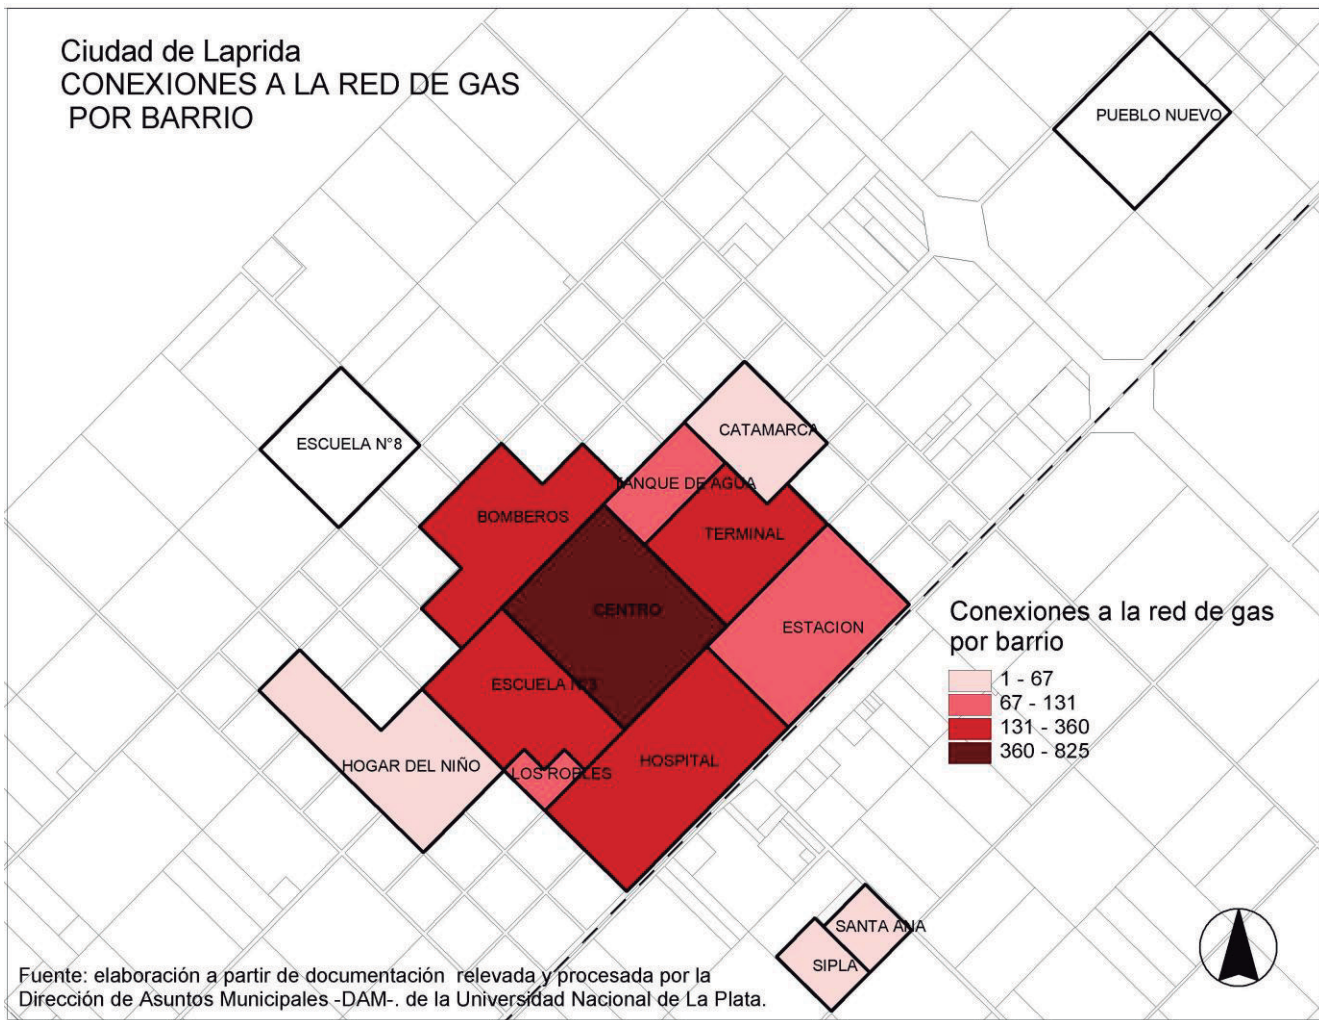 Ciudad de Laprida
CONEXIONES A LA RED DE GAS
POR BARRIO
PUEBLO NUEVO
CATAMARCA
ESCUELA N°8
TANQUE DE AGUA
BOMBEROS
TERMINAL
CENTRO
ESTACION
ESCUELA N°3
HOSPITAL
HOGAR DEL NIÑO
LOS ROBLES
Conexiones a la red de gas
por barrio
1 - 67
67 - 131
131 - 360
360 - 825
SANTA ANA
SIPLA
Fuente: elaboración a partir de documentación relevada y procesada por la
Dirección de Asuntos Municipales -DAM-. de la Universidad Nacional de La Plata.